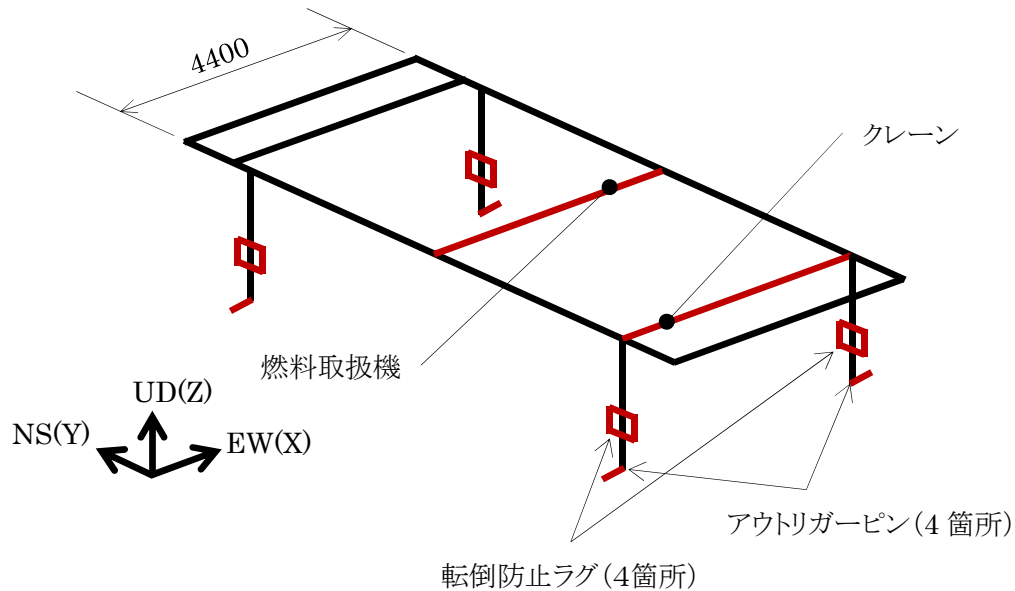 4400
クレーン
燃料取扱機
UD(Z)
NS(Y)
EW(X)
アウトリガーピン(4 箇所)
転倒防止ラグ(4箇所)